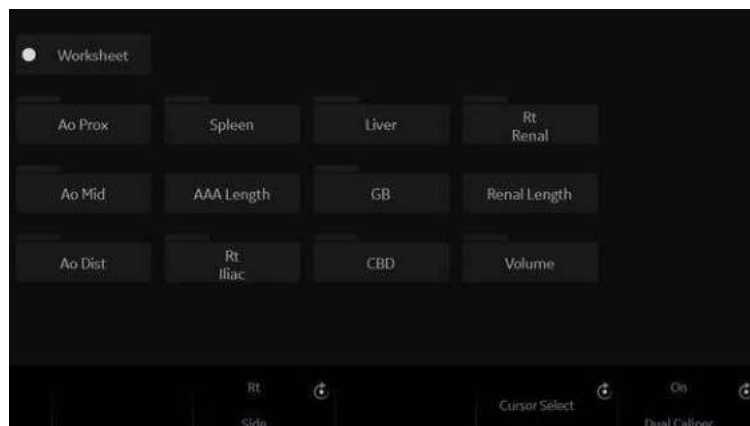 Worksheet
Ao Prox
Spleen
Liver
Rt
Renal
Ao Mid
AAA Length
GB
Renal Length
Ao Dist
Rt
Iliac
CBD
Volume
Rt
Side
Cursor Select
On
Dual Caliper